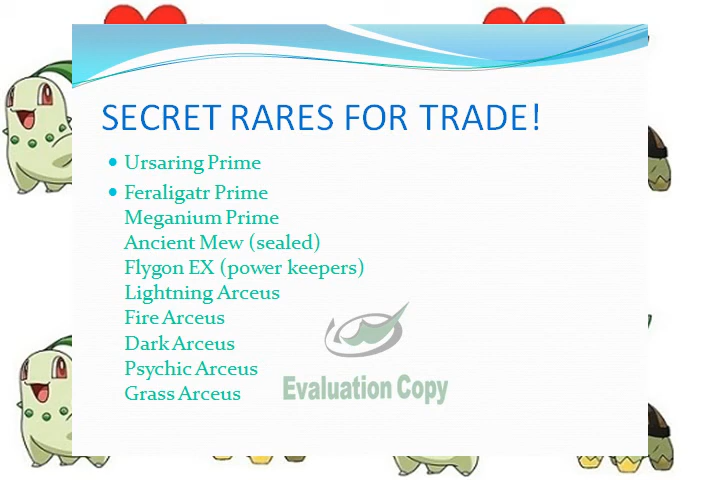 SECRET RARES FOR TRADE!
Ursaring Prime
Feraligatr Prime
Meganium Prime
Ancient Mew (sealed)
Flygon EX (power keepers)
Lightning Arceus
Fire Arceus
Dark Arceus
Psychic Arceus
Grass Arceus
Evaluation Copy